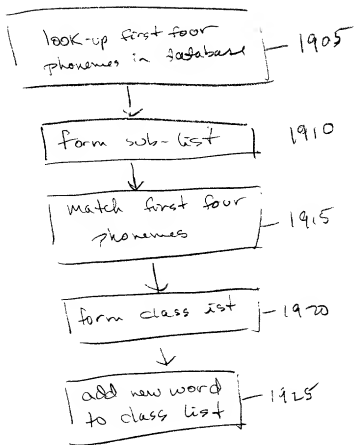 look-up first four
phonemes in database
1905
form sub-list
1910
match first four
phonemes
1915
form class ist
1920
add new word
to class list
1925